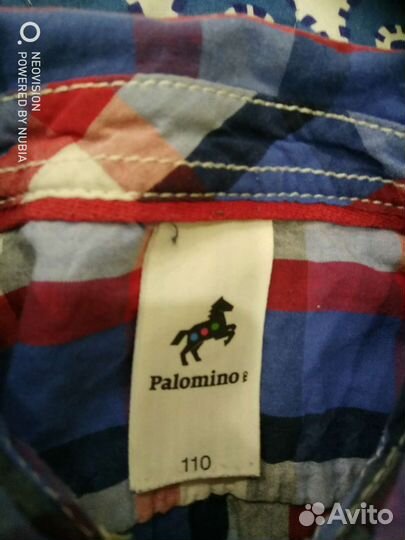 NEOVISION
POWERED BY NUBIA
Palomino
110
Avito